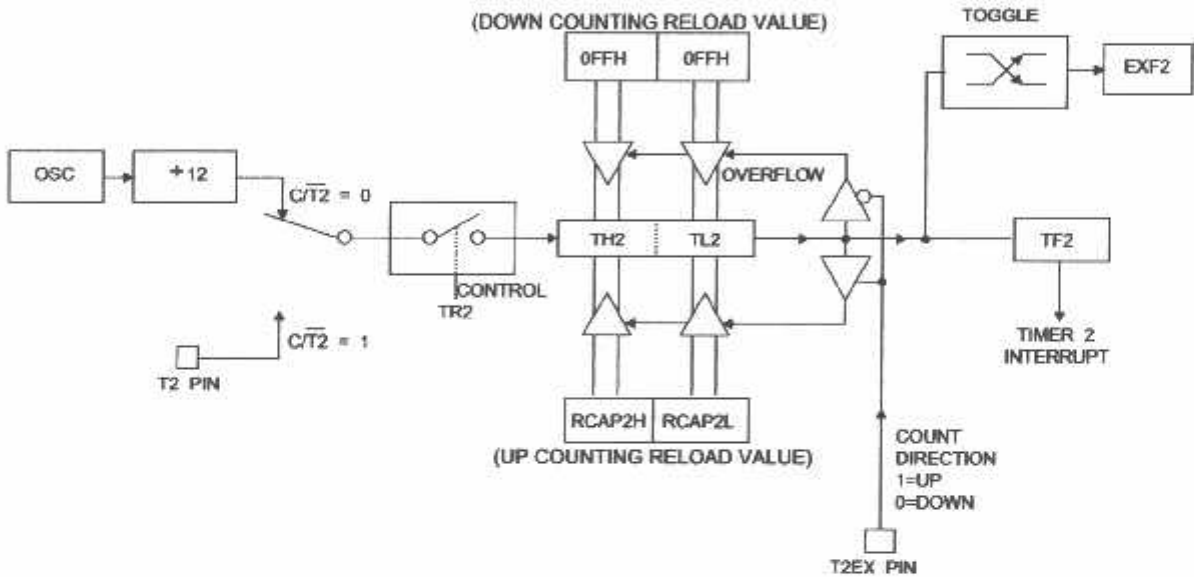 (DOWN COUNTING RELOAD VALUE)
TOGGLE
0FFH 0FFH
EXF2
OSC
÷12
C/T2̅ = 0
OVERFLOW
TH2 TL2
TF2
CONTROL
TR2
C/T2̅ = 1
T2 PIN
TIMER 2
INTERRUPT
RCAP2H RCAP2L
(UP COUNTING RELOAD VALUE)
COUNT
DIRECTION
1=UP
0=DOWN
T2EX PIN